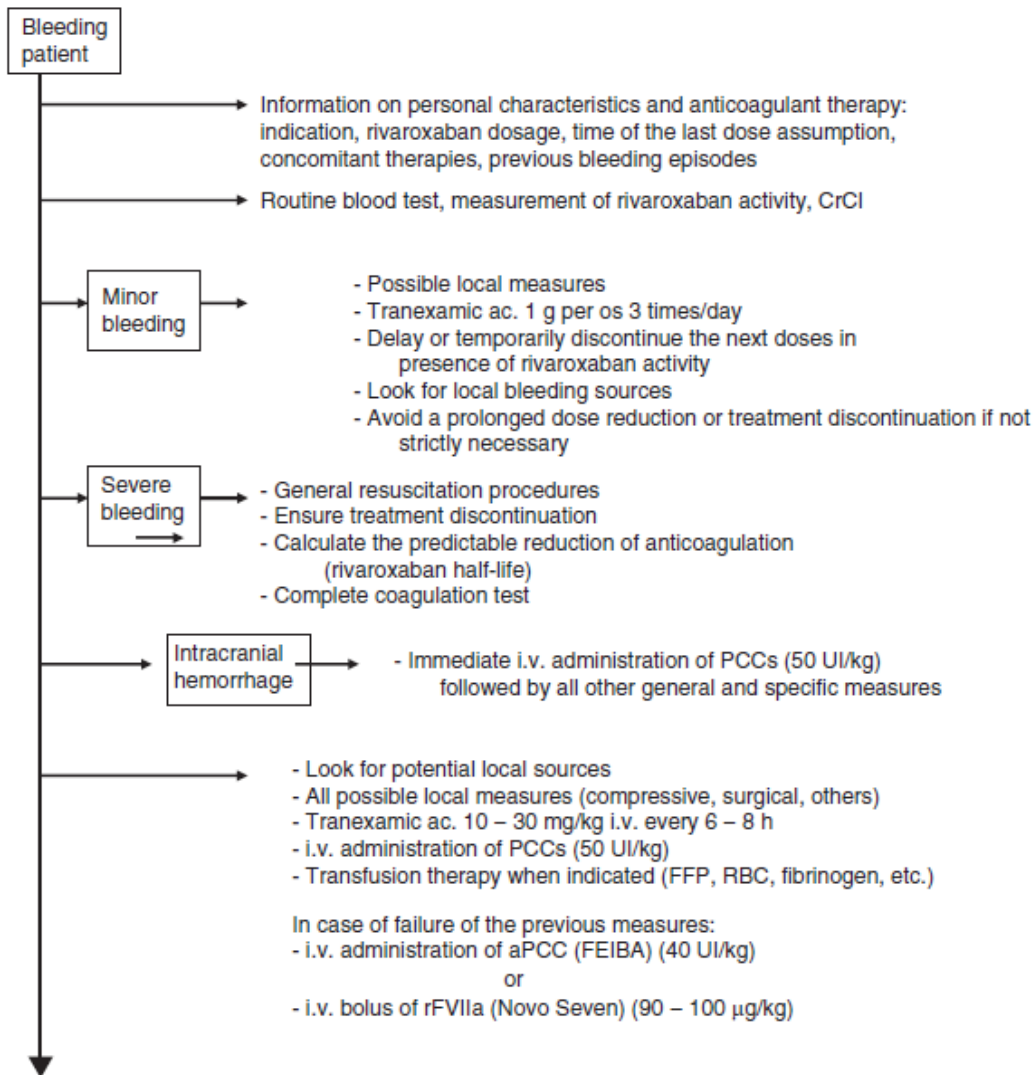 Bleeding
patient
Information on personal characteristics and anticoagulant therapy:
indication, rivaroxaban dosage, time of the last dose assumption,
concomitant therapies, previous bleeding episodes
Routine blood test, measurement of rivaroxaban activity, CrCl
Minor
bleeding
- Possible local measures
- Tranexamic ac. 1 g per os 3 times/day
- Delay or temporarily discontinue the next doses in
presence of rivaroxaban activity
- Look for local bleeding sources
- Avoid a prolonged dose reduction or treatment discontinuation if not
strictly necessary
Severe
bleeding
- General resuscitation procedures
- Ensure treatment discontinuation
- Calculate the predictable reduction of anticoagulation
(rivaroxaban half-life)
- Complete coagulation test
Intracranial
hemorrhage
- Immediate i.v. administration of PCCs (50 UI/kg)
followed by all other general and specific measures
- Look for potential local sources
- All possible local measures (compressive, surgical, others)
- Tranexamic ac. 10 – 30 mg/kg i.v. every 6 – 8 h
- i.v. administration of PCCs (50 UI/kg)
- Transfusion therapy when indicated (FFP, RBC, fibrinogen, etc.)
In case of failure of the previous measures:
- i.v. administration of aPCC (FEIBA) (40 UI/kg)
or
- i.v. bolus of rFVIIa (Novo Seven) (90 – 100 μg/kg)